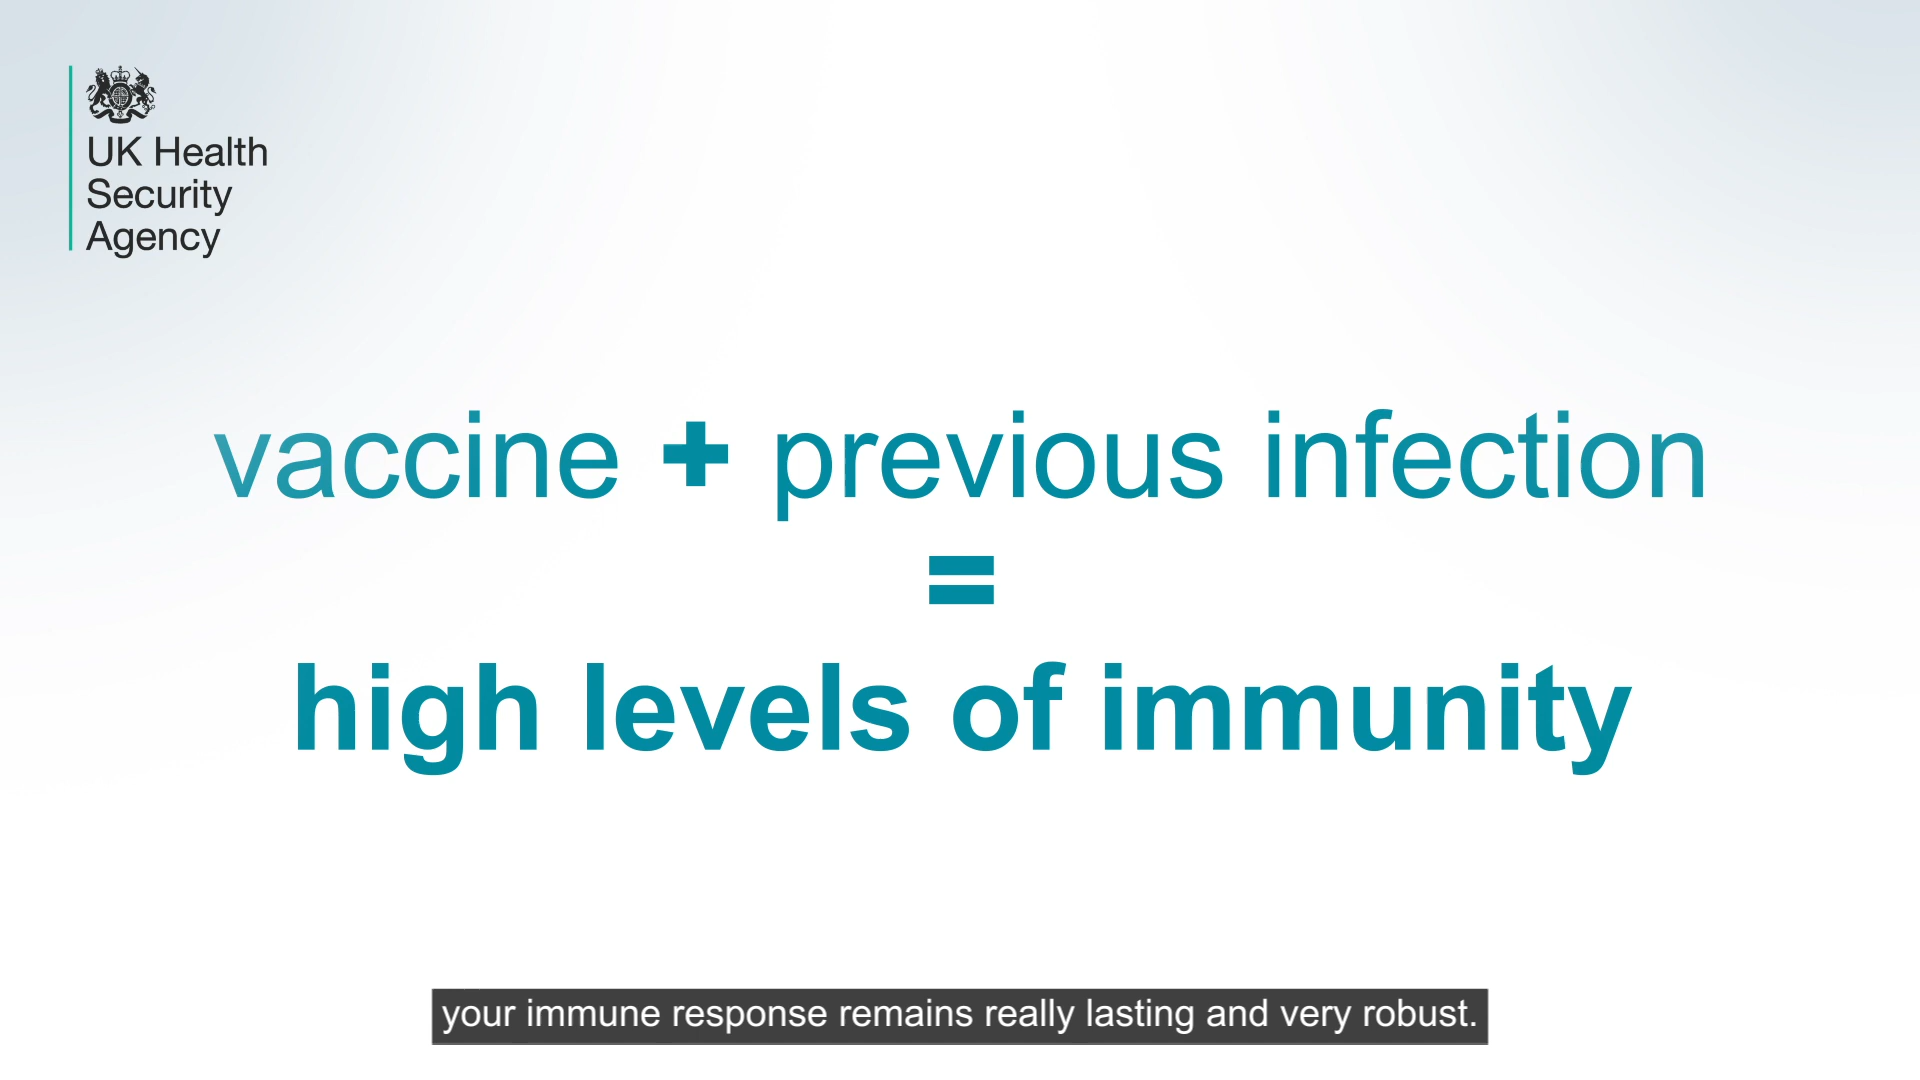 UK Health
Security
Agency
vaccine + previous infection
=
high levels of immunity
your immune response remains really lasting and very robust.